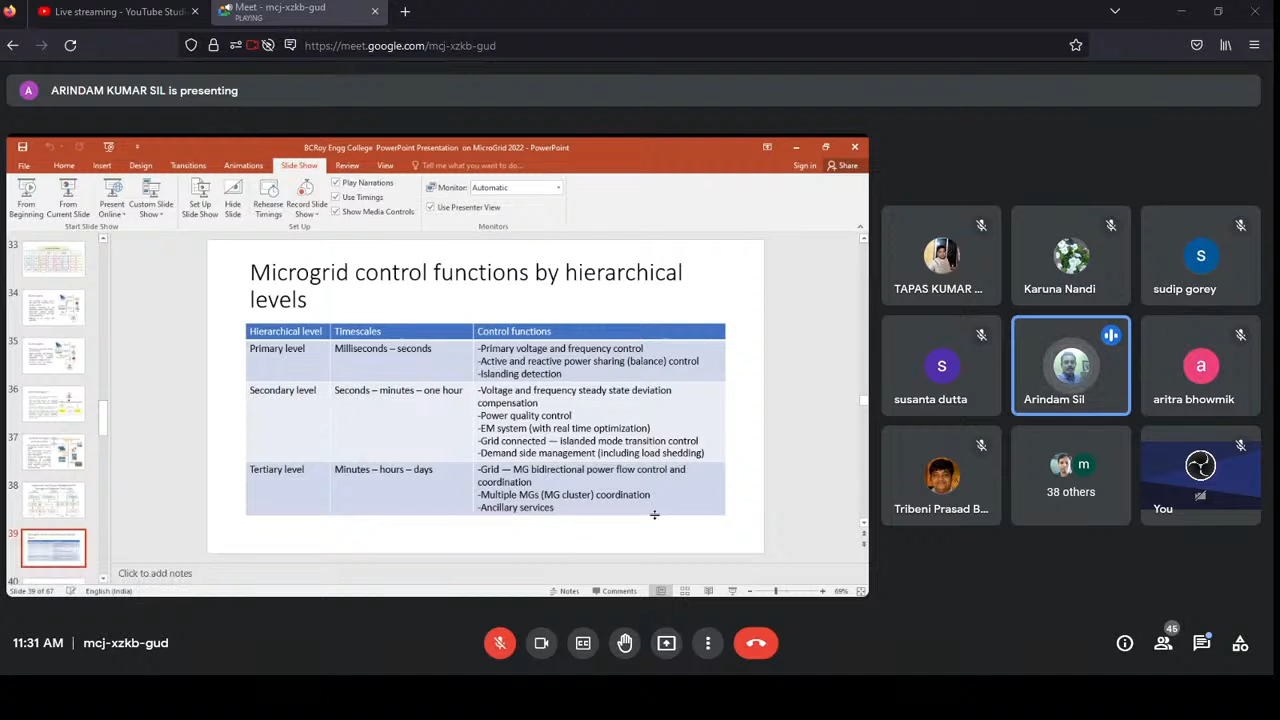 Live streaming - YouTube Stud
Meet - mcj-xzkb-gud
PLAYING
https://meet.google.com/mcj-xzkb-gud
A
ARINDAM KUMAR SIL is presenting
BCRoy Engg College PowerPoint Presentation on MicroGrid 2022 - PowerPoint
File Home Insert Design Transitions Animations Slide Show Review View Tell me what you want to do... Sign in Share
From Beginning
From Current Slide
Present Online
Custom Slide Show
Set Up Slide Show
Hide Slide
Rehearse Timings
Record Slide Show
Play Narrations
Use Timings
Show Media Controls
Monitor: Automatic
Use Presenter View
Start Slide Show
Set Up
Monitors
33
34
35
36
37
38
39
40
Microgrid control functions by hierarchical
levels
Hierarchical level Timescales Control functions
Primary level Milliseconds – seconds -Primary voltage and frequency control
-Active and reactive power sharing (balance) control
-Islanding detection
Secondary level Seconds – minutes – one hour -Voltage and frequency steady state deviation
compensation
-Power quality control
-EM system (with real time optimization)
-Grid connected — islanded mode transition control
-Demand side management (including load shedding)
Tertiary level Minutes – hours – days -Grid — MG bidirectional power flow control and
coordination
-Multiple MGs (MG cluster) coordination
-Ancillary services
Click to add notes
Slide 39 of 67 English (India) Notes Comments 69%
TAPAS KUMAR ...
Karuna Nandi
s
sudip gorey
s
susanta dutta
Arindam Sil
a
aritra bhowmik
Tribeni Prasad B...
m
38 others
You
11:31 AM | mcj-xzkb-gud
45